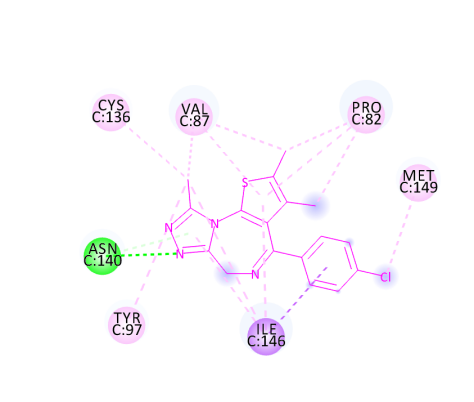 CYS
C:136
VAL
C:87
PRO
C:82
MET
C:149
S
N
N
N
ASN
C:140
N
Cl
TYR
C:97
ILE
C:146